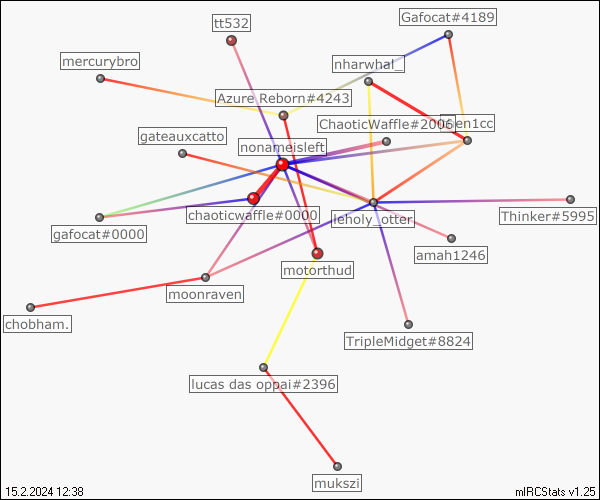 Gafocat#4189
tt532
mercurybro
nharwhal_
Azure Reborn#4243
ChaoticWaffle#2006
en1cc
gateauxcatto
nonameisleft
chaoticwaffle#0000
leholy_otter
Thinker#5995
gafocat#0000
amah1246
motorthud
moonraven
chobham.
TripleMidget#8824
lucas das oppai#2396
mukszi
15.2.2024 12:38
mIRCStats v1.25